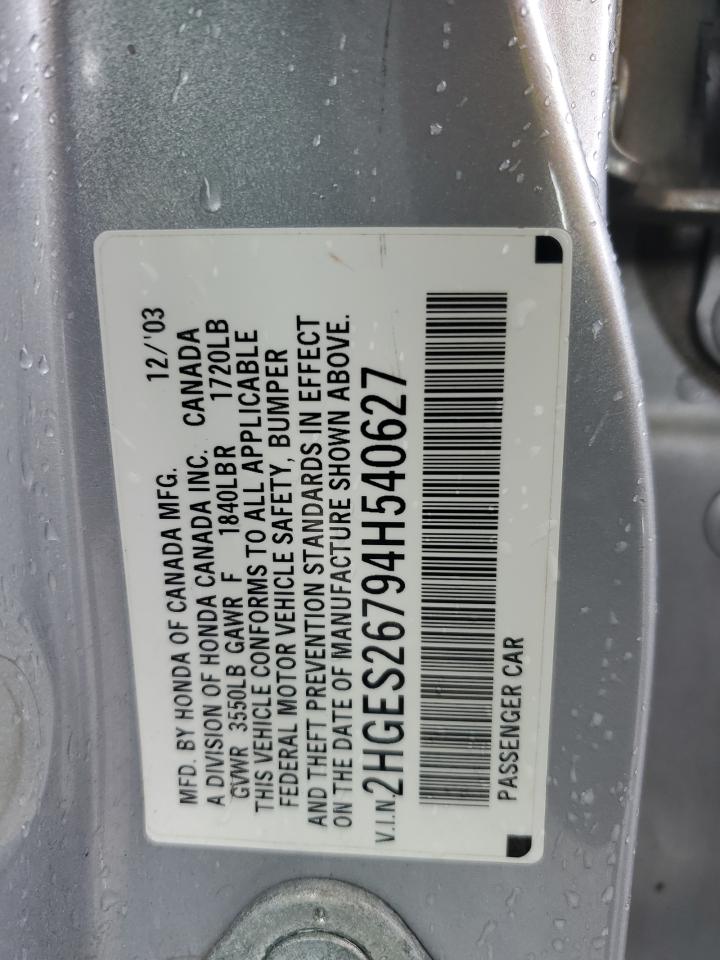 MFD. BY HONDA OF CANADA MFG. 12/'03
A DIVISION OF HONDA CANADA INC. CANADA
GVWR 3550LB GAWR F 1840LBR 1720LB
THIS VEHICLE CONFORMS TO ALL APPLICABLE
FEDERAL MOTOR VEHICLE SAFETY, BUMPER
AND THEFT PREVENTION STANDARDS IN EFFECT
ON THE DATE OF MANUFACTURE SHOWN ABOVE.
V.I.N. 2HGES26794H540627
PASSENGER CAR